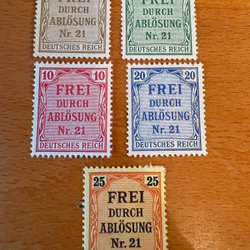 DURCH
ABLÖSUNG
Nr. 21
DEUTSCHES REICH
DURCH
ABLÖSUNG
Nr. 21
DEUTSCHES REICH
10 10
FREI
DURCH
ABLÖSUNG
Nr. 21
DEUTSCHES REICH
20 20
FREI
DURCH
ABLÖSUNG
Nr. 21
DEUTSCHES REICH
25 25
FREI
DURCH
ABLÖSUNG
Nr. 21